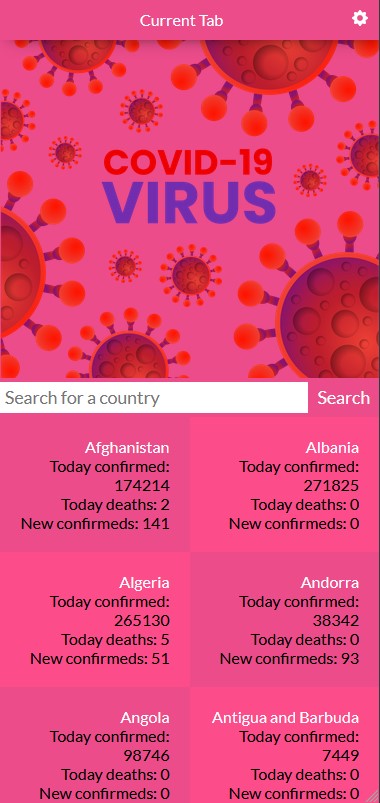 Current Tab
COVID-19
VIRUS
Search for a country
Search
Afghanistan
Today confirmed:
174214
Today deaths: 2
New confirmeds: 141
Albania
Today confirmed:
271825
Today deaths: 0
New confirmeds: 0
Algeria
Today confirmed:
265130
Today deaths: 5
New confirmeds: 51
Andorra
Today confirmed:
38342
Today deaths: 0
New confirmeds: 93
Angola
Today confirmed:
98746
Today deaths: 0
New confirmeds: 0
Antigua and Barbuda
Today confirmed:
7449
Today deaths: 0
New confirmeds: 0